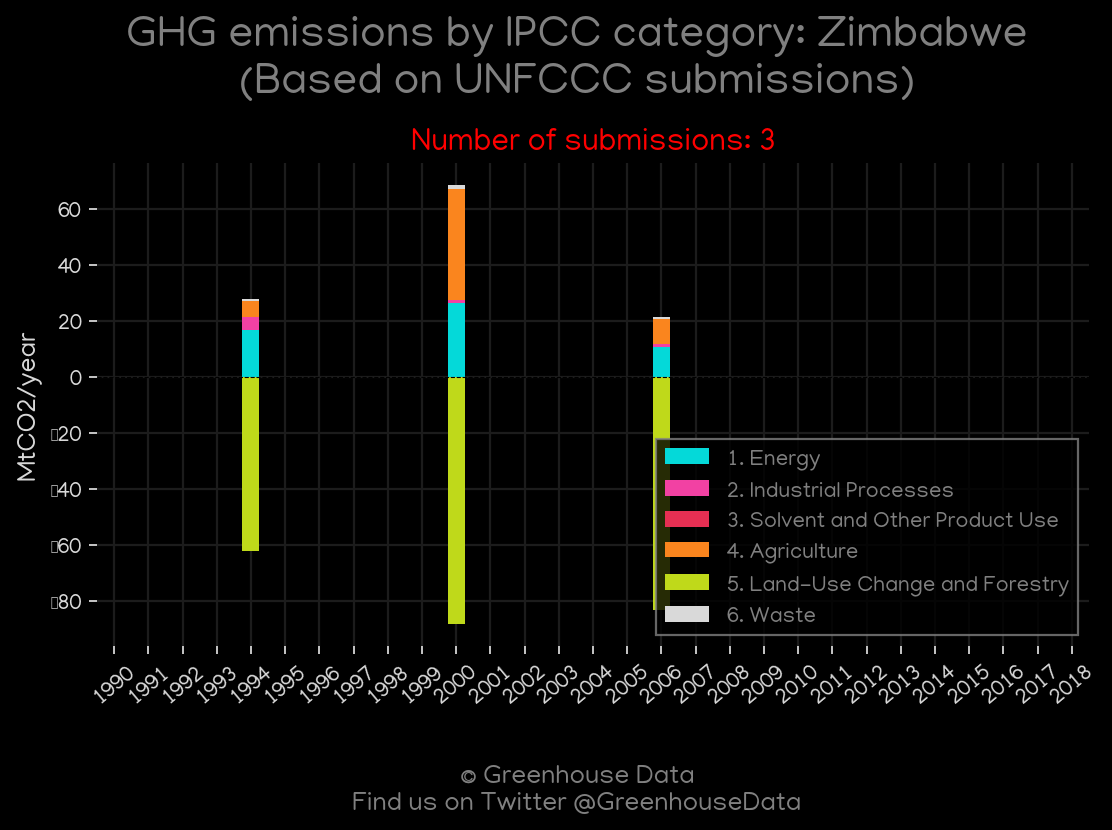 GHG emissions by IPCC category: Zimbabwe
(Based on UNFCCC submissions)
Number of submissions: 3
MtCO2/year
60
40
20
0
▯20
▯40
▯60
▯80
1. Energy
2. Industrial Processes
3. Solvent and Other Product Use
4. Agriculture
5. Land-Use Change and Forestry
6. Waste
1990 1991 1992 1993 1994 1995 1996 1997 1998 1999 2000 2001 2002 2003 2004 2005 2006 2007 2008 2009 2010 2011 2012 2013 2014 2015 2016 2017 2018
© Greenhouse Data
Find us on Twitter @GreenhouseData